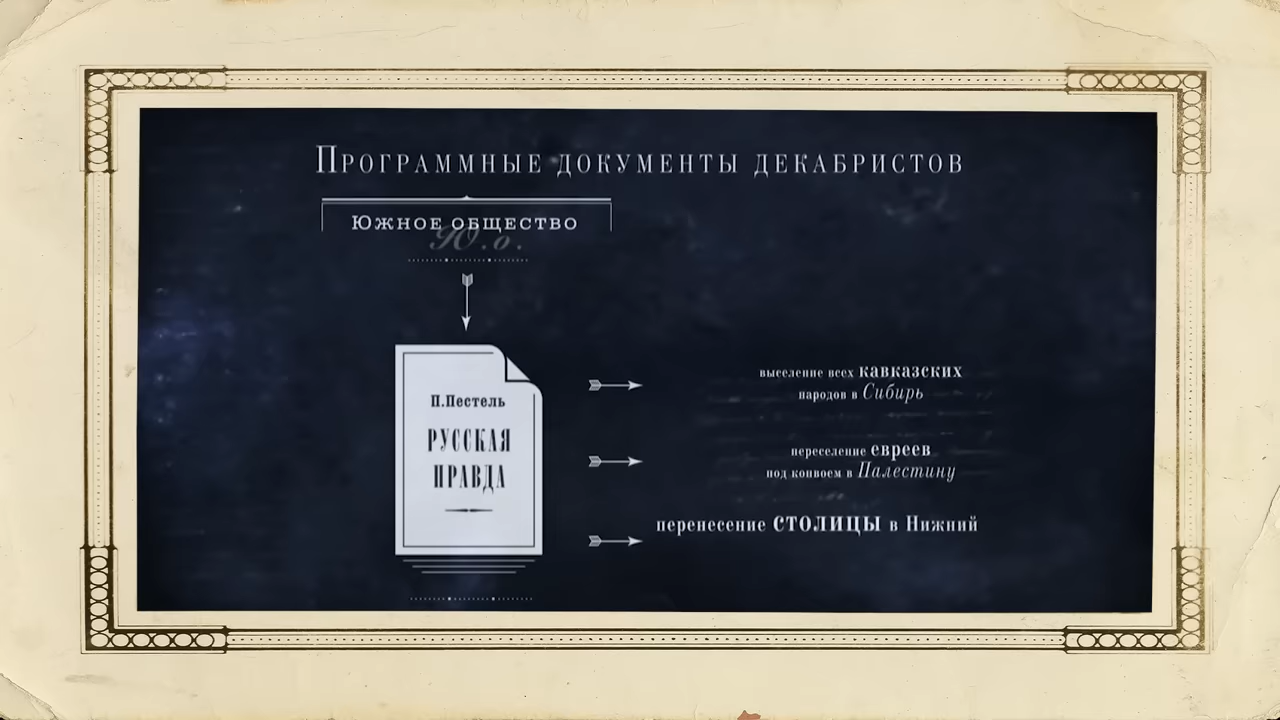 Программные документы декабристов
Южное общество
Ю.о.
П.Пестель
РУССКАЯ
ПРАВДА
выселение всех кавказских
народов в Сибирь
переселение евреев
под конвоем в Палестину
перенесение СТОЛИЦЫ в Нижний